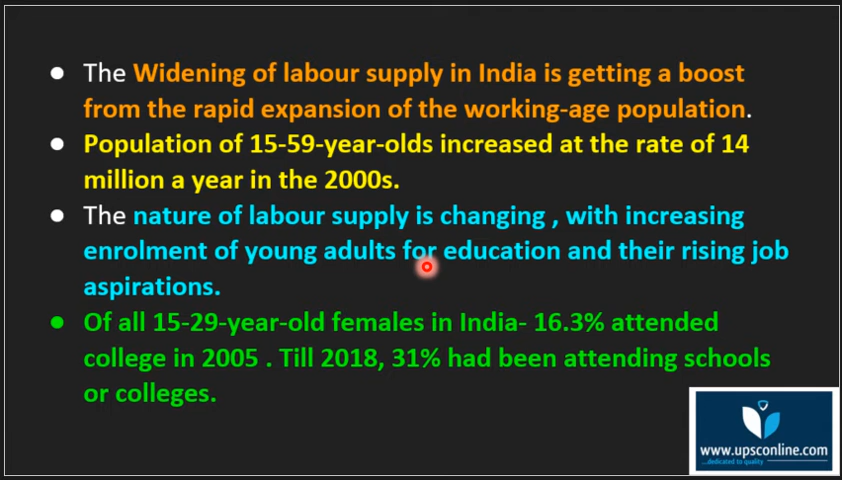 • The Widening of labour supply in India is getting a boost
from the rapid expansion of the working-age population.
• Population of 15-59-year-olds increased at the rate of 14
million a year in the 2000s.
• The nature of labour supply is changing , with increasing
enrolment of young adults for education and their rising job
aspirations.
• Of all 15-29-year-old females in India- 16.3% attended
college in 2005 . Till 2018, 31% had been attending schools
or colleges.
www.upsconline.com
...dedicated to quality